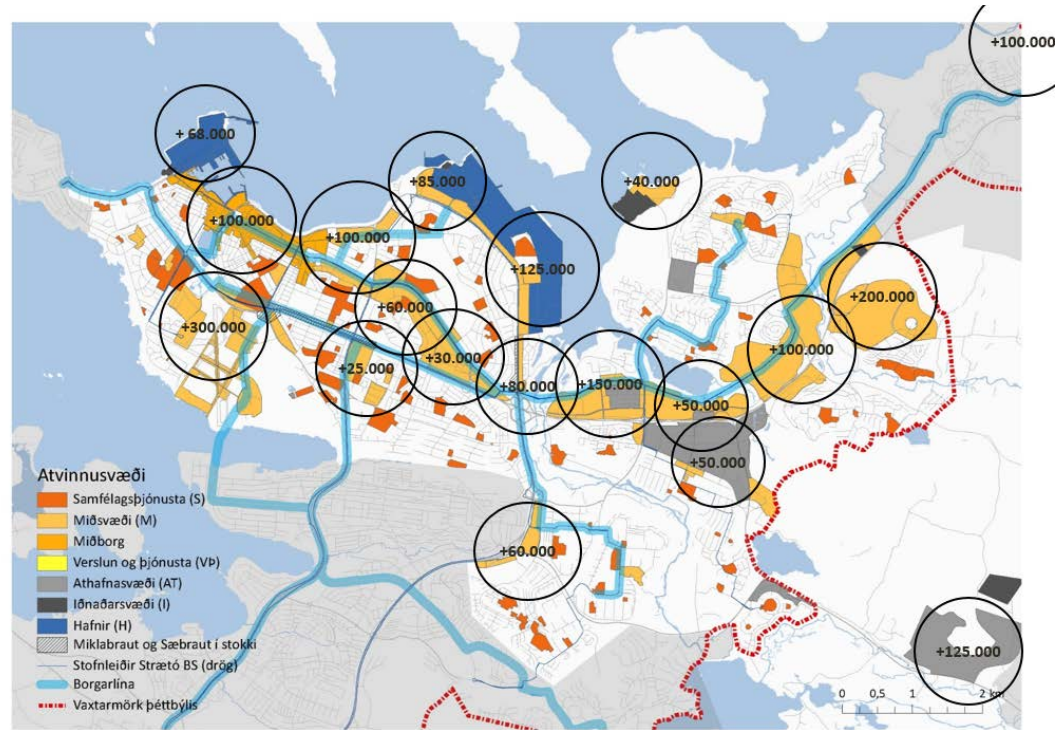 +100.000
+ 68.000
+85.000
+40.000
+100.000
+100.000
+125.000
+200.000
+60.000
+300.000
+30.000
+100.000
+25.000
+80.000
+150.000
+50.000
+50.000
+60.000
+125.000
Atvinnusvæði
Samfélagsþjónusta (S)
Miðsvæði (M)
Miðborg
Verslun og þjónusta (VÞ)
Athafnasvæði (AT)
Iðnaðarsvæði (I)
Hafnir (H)
Miklabraut og Sæbraut í stokki
Stofnleiðir Strætó BS (drög)
Borgarlína
Vaxtarmörk þéttbýlis
0 0,5 1 2 km